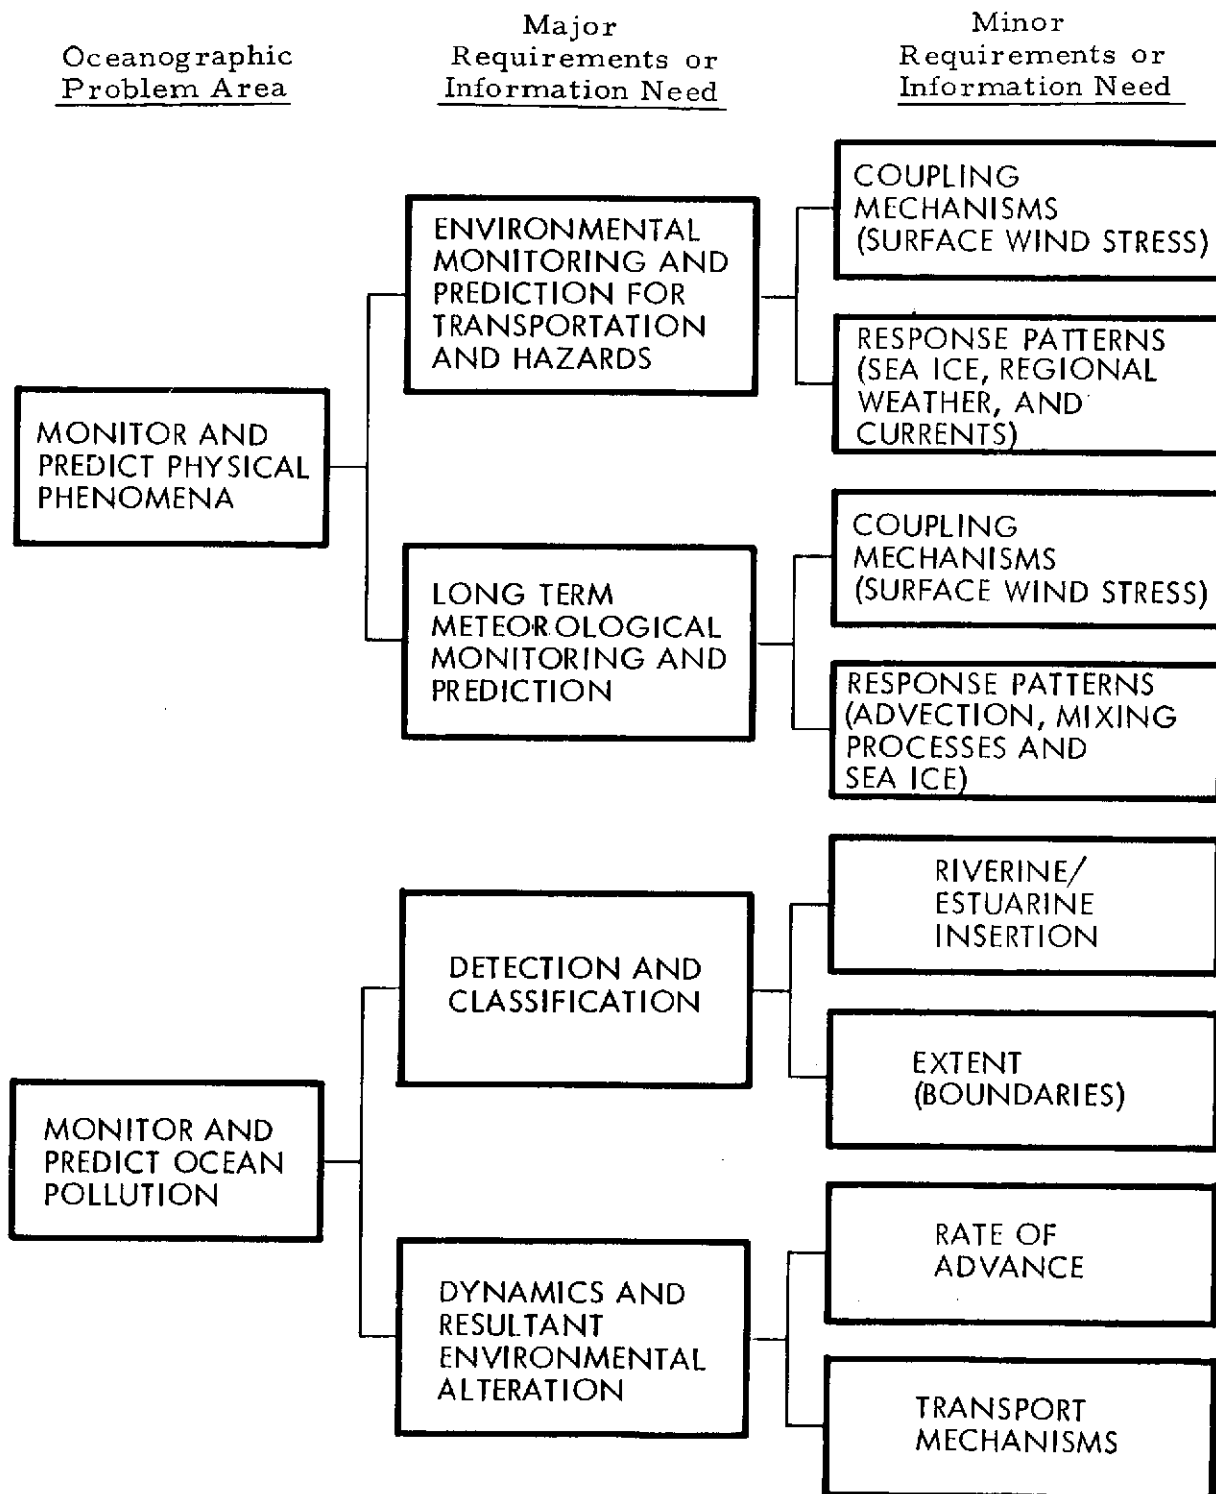 Oceanographic
Problem Area
Major
Requirements or
Information Need
Minor
Requirements or
Information Need
MONITOR AND
PREDICT PHYSICAL
PHENOMENA
ENVIRONMENTAL
MONITORING AND
PREDICTION FOR
TRANSPORTATION
AND HAZARDS
COUPLING
MECHANISMS
(SURFACE WIND STRESS)
RESPONSE PATTERNS
(SEA ICE, REGIONAL
WEATHER, AND
CURRENTS)
LONG TERM
METEOROLOGICAL
MONITORING AND
PREDICTION
COUPLING
MECHANISMS
(SURFACE WIND STRESS)
RESPONSE PATTERNS
(ADVECTION, MIXING
PROCESSES AND
SEA ICE)
MONITOR AND
PREDICT OCEAN
POLLUTION
DETECTION AND
CLASSIFICATION
RIVERINE/
ESTUARINE
INSERTION
EXTENT
(BOUNDARIES)
DYNAMICS AND
RESULTANT
ENVIRONMENTAL
ALTERATION
RATE OF
ADVANCE
TRANSPORT
MECHANISMS